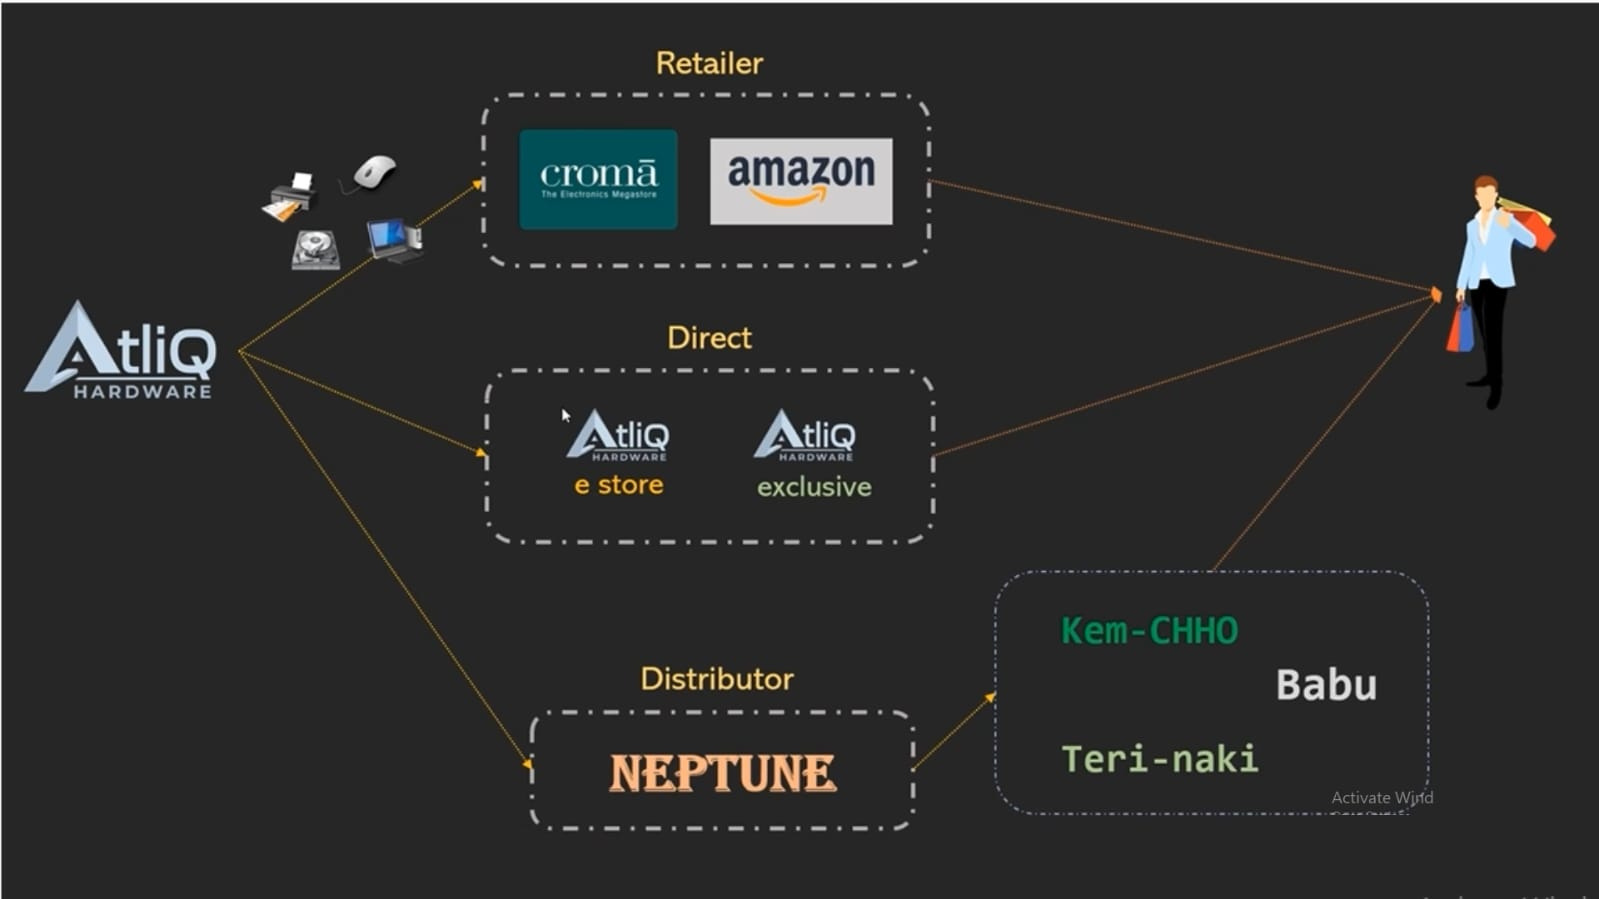 Retailer
cromā
The Electronics Megastore
amazon
AtliQ
HARDWARE
Direct
AtliQ
HARDWARE
e store
AtliQ
HARDWARE
exclusive
Distributor
NEPTUNE
Kem-CHHO
Babu
Teri-naki
Activate Wind